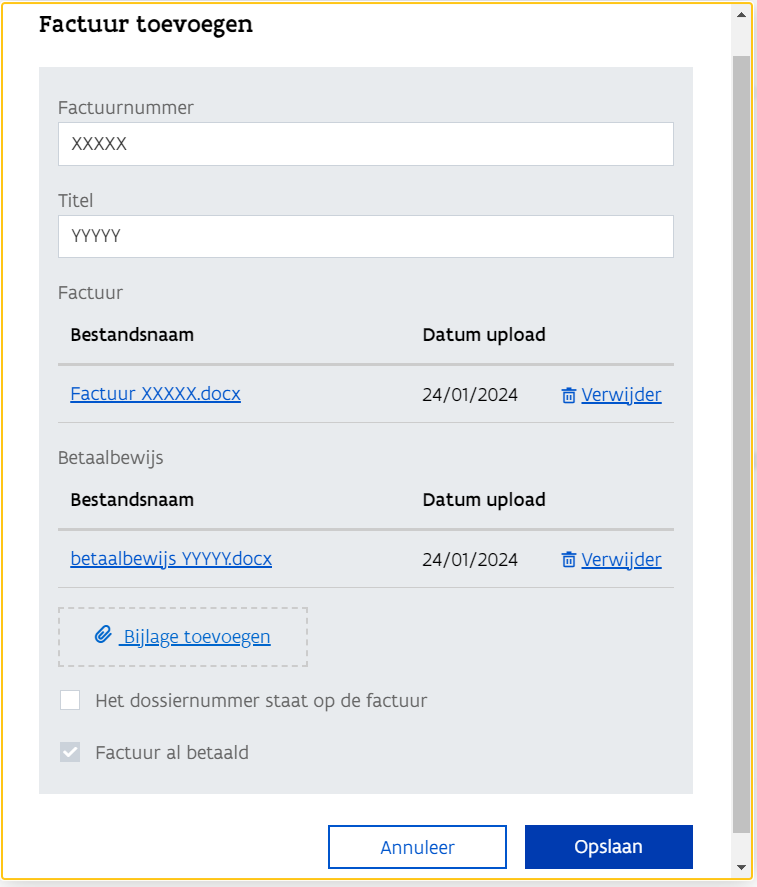 Factuur toevoegen
Factuurnummer
XXXXX
Titel
YYYYY
Factuur
Bestandsnaam Datum upload
Factuur XXXXX.docx 24/01/2024 Verwijder
Betaalbewijs
Bestandsnaam Datum upload
betaalbewijs YYYYY.docx 24/01/2024 Verwijder
Bijlage toevoegen
Het dossiernummer staat op de factuur
Factuur al betaald
Annuleer Opslaan